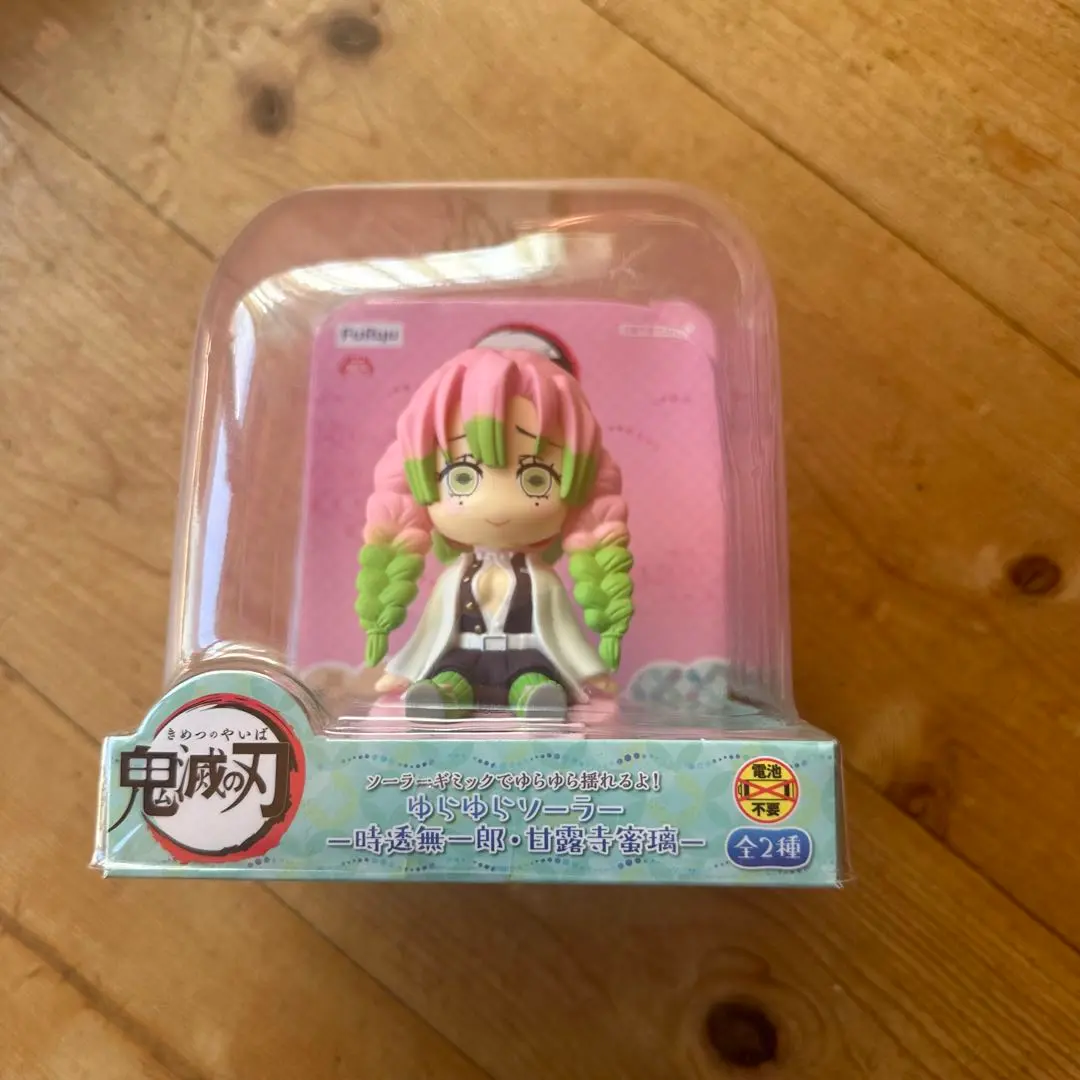 FuRyu
きめつのやいば
鬼滅の刃
ソーラーギミックでゆらゆら揺れるよ!
ゆらゆらソーラー
ー時透無一郎・甘露寺蜜璃ー
電池
不要
全2種